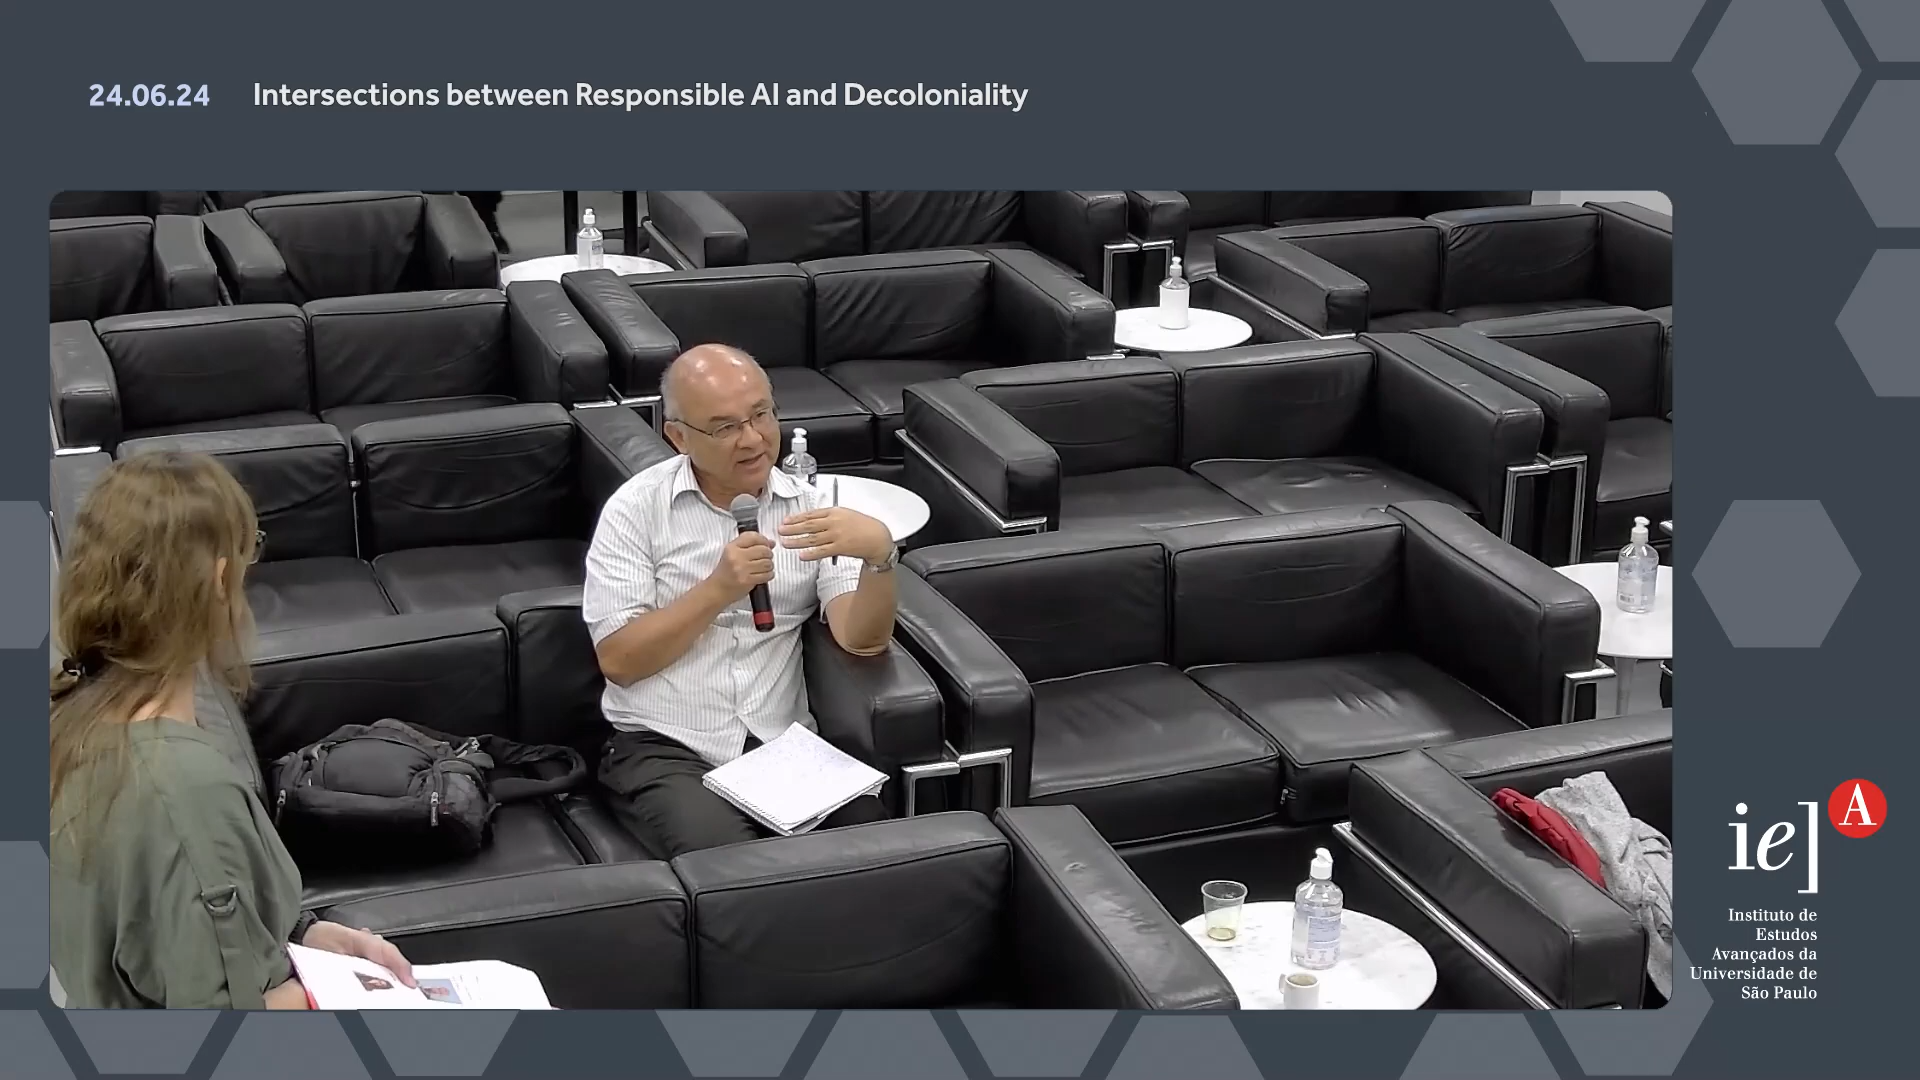 24.06.24 Intersections between Responsible AI and Decoloniality
ie] A
Instituto de
Estudos
Avançados da
Universidade de
São Paulo